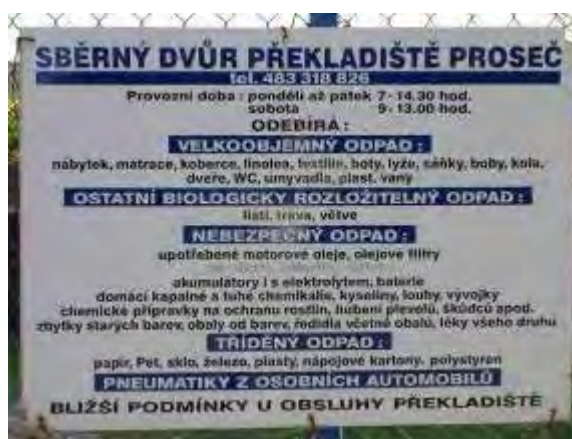 SBĚRNÝ DVŮR PŘEKLADIŠTĚ PROSEČ
tel. 483 318 826
Provozní doba : pondělí až pátek 7 - 14.30 hod.
sobota 9 - 13.00 hod.
ODEBÍRÁ :
VELKOOBJEMNÝ ODPAD :
nábytek, matrace, koberce, linolea, textilie, boty, lyže, sáňky, boby, kola,
dveře, WC, umyvadla, plast. vany
OSTATNÍ BIOLOGICKY ROZLOŽITELNÝ ODPAD :
listí, tráva, větve
NEBEZPEČNÝ ODPAD :
upotřebené motorové oleje, olejové filtry
akumulátory i s elektrolytem, baterie
domácí kapalné a tuhé chemikálie, kyseliny, louhy, vývojky
chemické přípravky na ochranu rostlin, hubení plevelů, škůdců apod.
zbytky starých barev, obaly od barev, ředidla včetně obalů, léky všeho druhu
TŘÍDĚNÝ ODPAD :
papír, Pet, sklo, železo, plasty, nápojové kartony, polystyren
PNEUMATIKY Z OSOBNÍCH AUTOMOBILŮ
BLIŽŠÍ PODMÍNKY U OBSLUHY PŘEKLADIŠTĚ